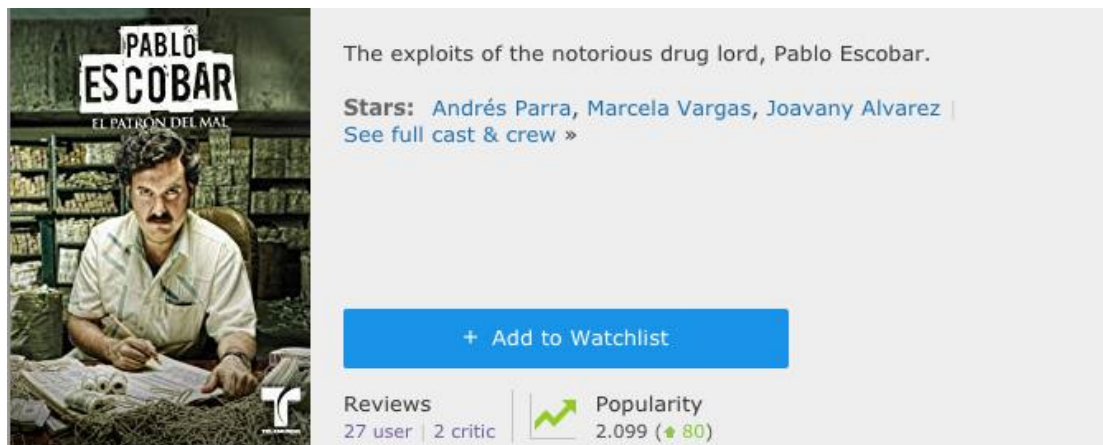 PABLO
ESCOBAR
EL PATRÓN DEL MAL
TELEMUNDO
The exploits of the notorious drug lord, Pablo Escobar.
Stars: Andrés Parra, Marcela Vargas, Joavany Alvarez |
See full cast & crew »
+ Add to Watchlist
Reviews
27 user | 2 critic
Popularity
2.099 (⬆ 80)